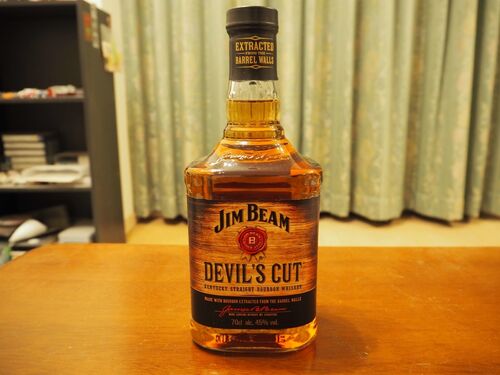 EXTRACTED
FROM THE
BARREL WALLS
JIM BEAM
B
DEVIL'S CUT
KENTUCKY STRAIGHT BOURBON WHISKEY
MADE WITH BOURBON EXTRACTED FROM THE BARREL WALLS
70cl alc. 45% vol.